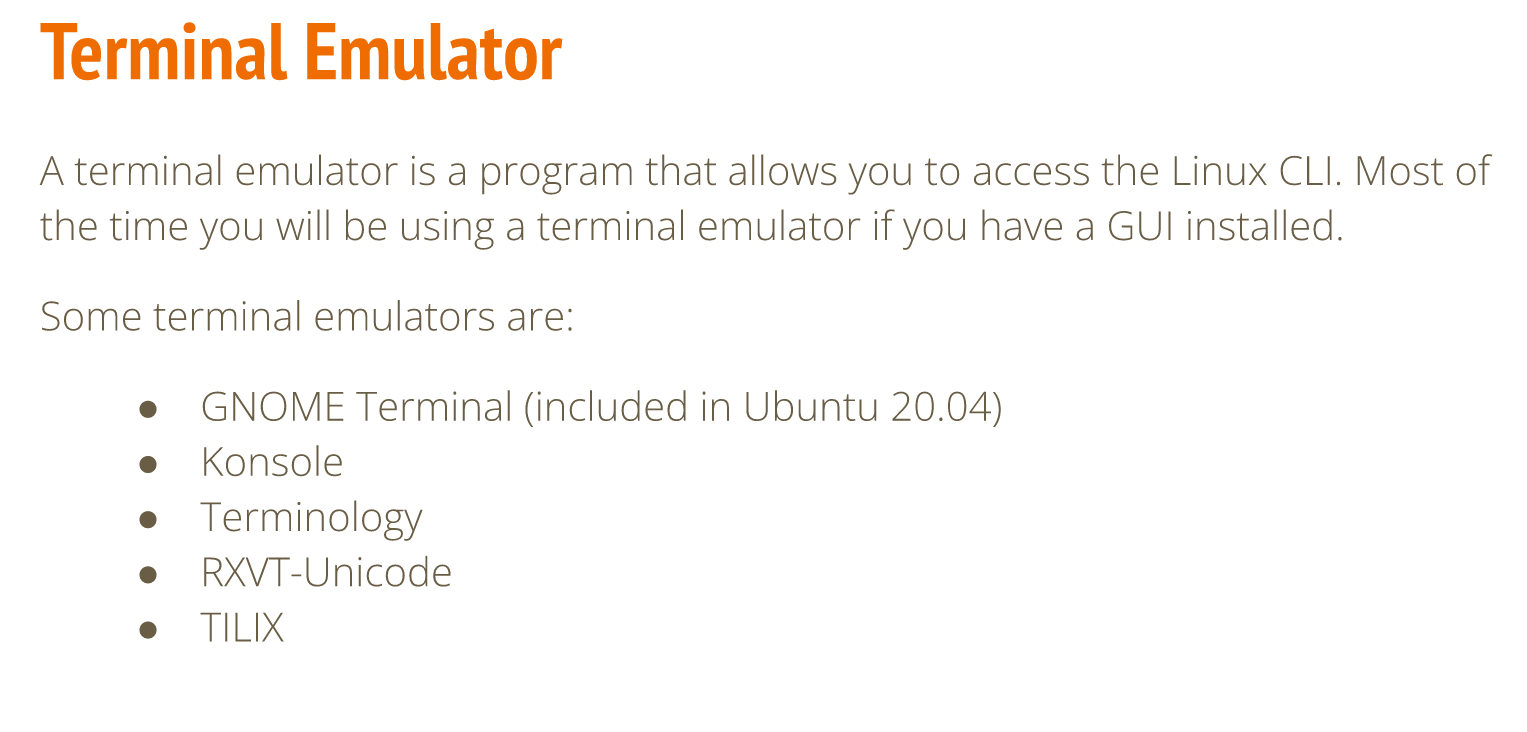 Terminal Emulator
A terminal emulator is a program that allows you to access the Linux CLI. Most of
the time you will be using a terminal emulator if you have a GUI installed.
Some terminal emulators are:
● GNOME Terminal (included in Ubuntu 20.04)
● Konsole
● Terminology
● RXVT-Unicode
● TILIX